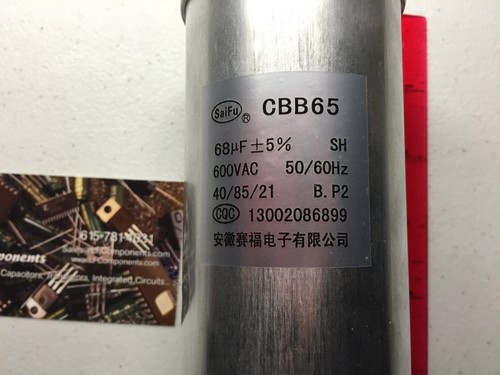 SaiFu ® CBB65
68μF±5% SH
600VAC 50/60Hz
40/85/21 B.P2
CQC 13002086899
安徽赛福电子有限公司
Capacitors,
Integrated Circuits